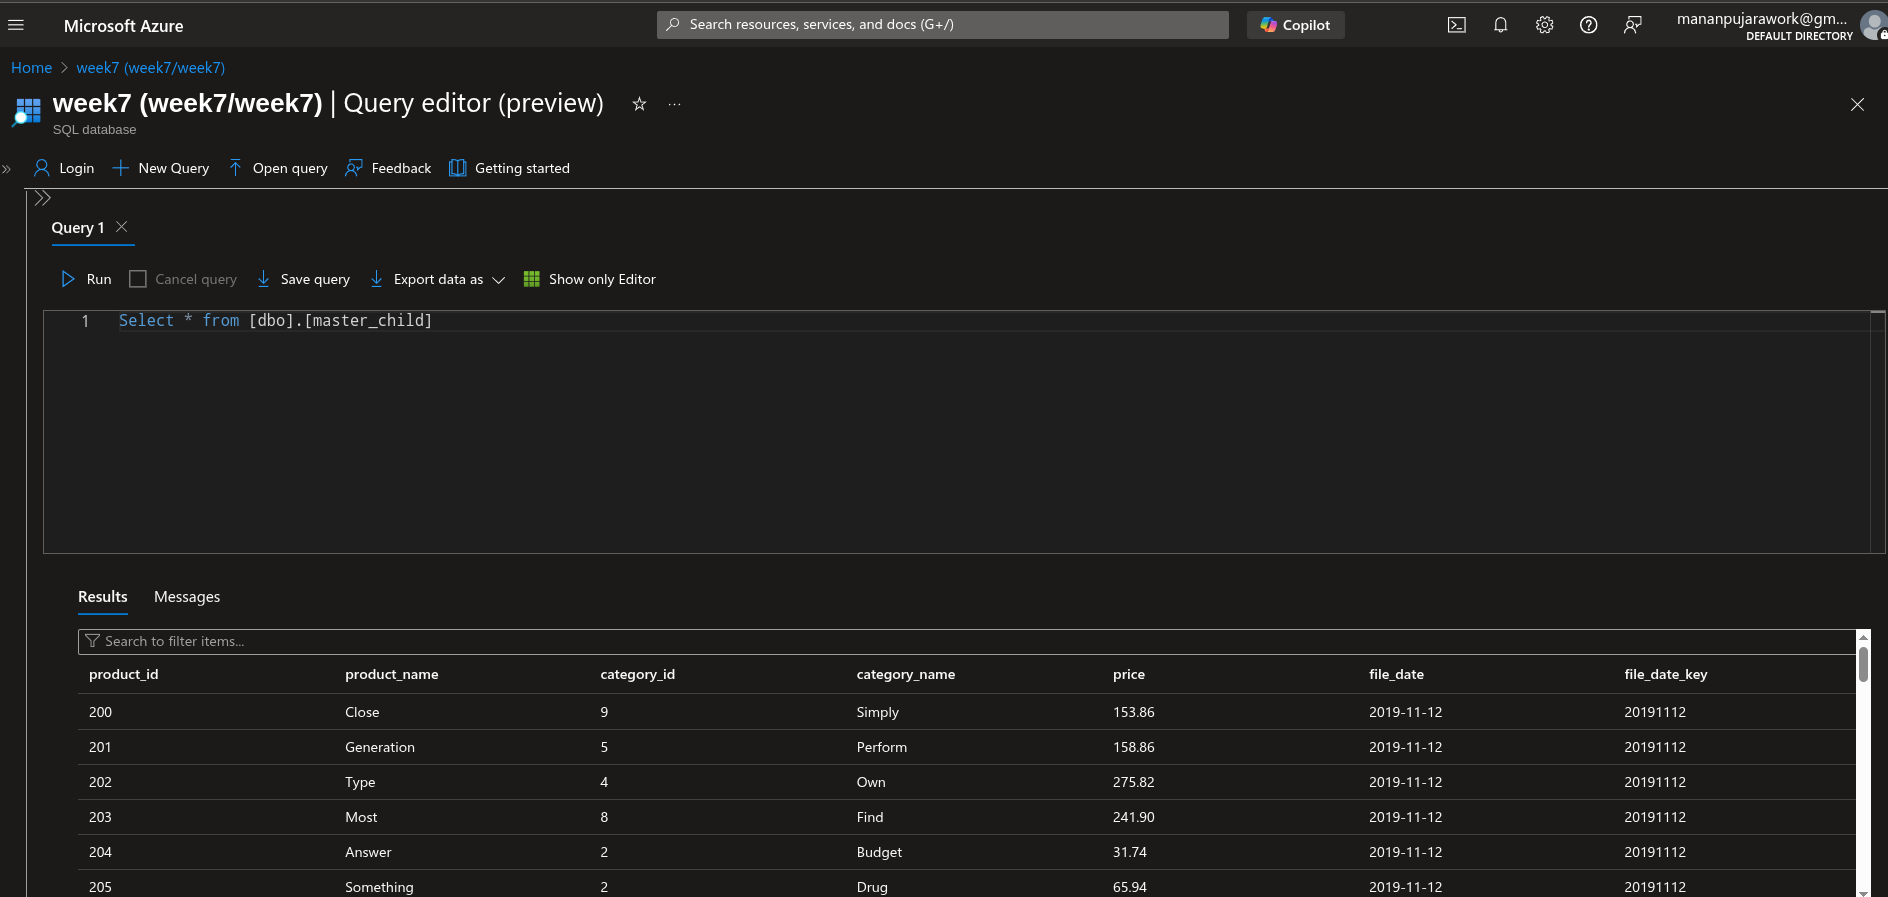 Microsoft Azure
Search resources, services, and docs (G+/)
Copilot
mananpujarawork@gm...
DEFAULT DIRECTORY
Home > week7 (week7/week7)
week7 (week7/week7) | Query editor (preview) ...
SQL database
Login New Query Open query Feedback Getting started
Query 1
Run Cancel query Save query Export data as Show only Editor
1 Select * from [dbo].[master_child]
Results Messages
Search to filter items...
product_id product_name category_id category_name price file_date file_date_key
200 Close 9 Simply 153.86 2019-11-12 20191112
201 Generation 5 Perform 158.86 2019-11-12 20191112
202 Type 4 Own 275.82 2019-11-12 20191112
203 Most 8 Find 241.90 2019-11-12 20191112
204 Answer 2 Budget 31.74 2019-11-12 20191112
205 Something 2 Drug 65.94 2019-11-12 20191112